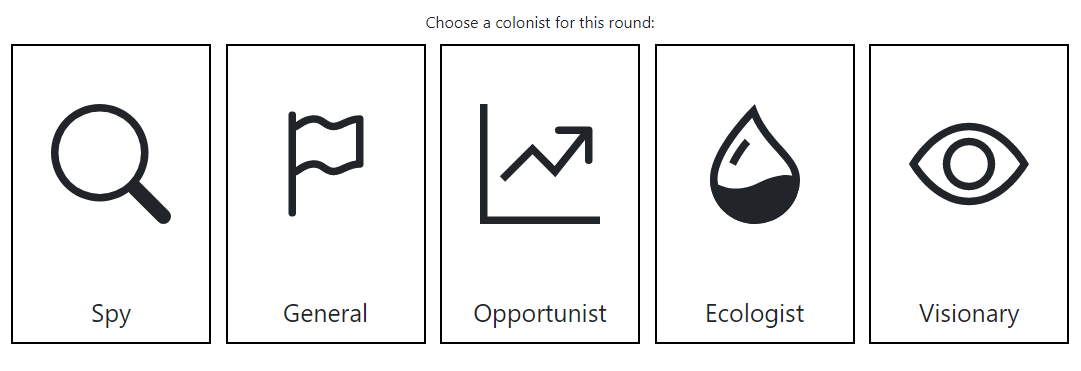 Choose a colonist for this round:
Spy
General
Opportunist
Ecologist
Visionary